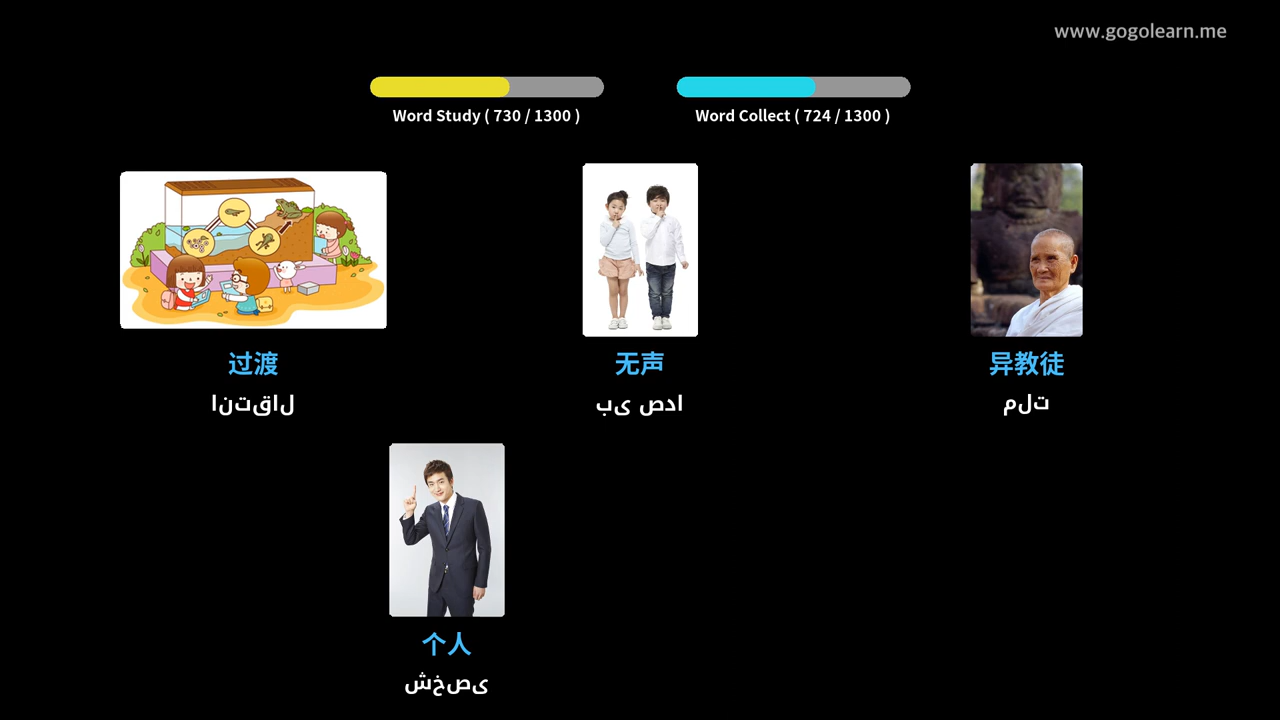 www.gogolearn.me
Word Study ( 730 / 1300 )
Word Collect ( 724 / 1300 )
过渡
انتقال
无声
بی صدا
异教徒
ملت
个人
شخصی